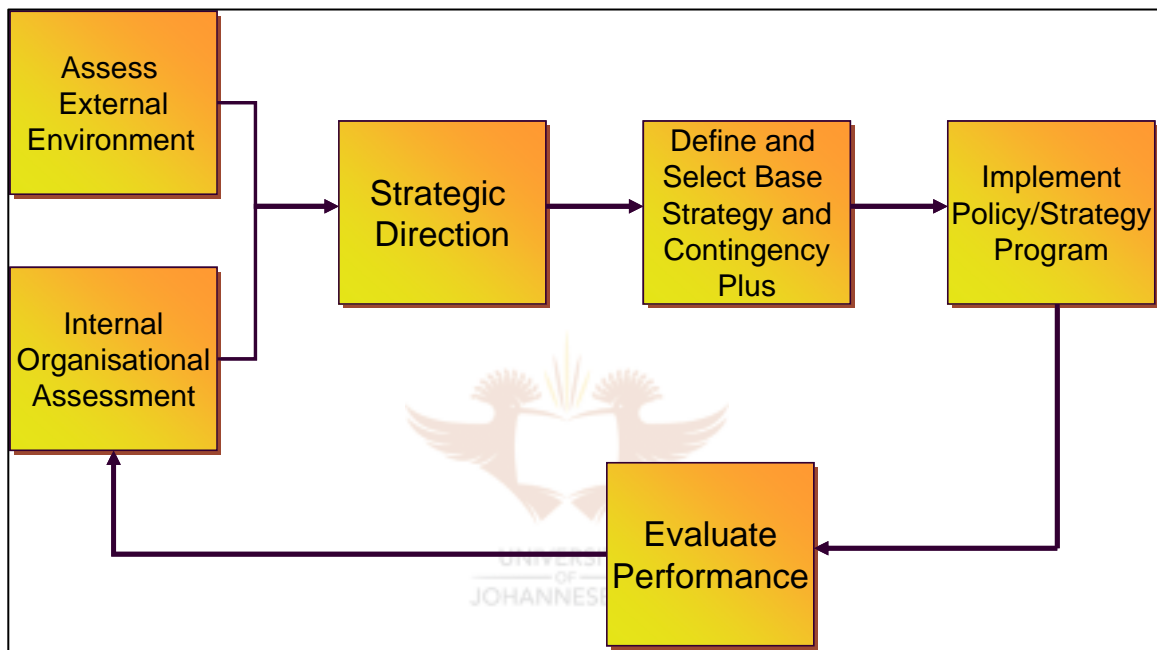 Assess
External
Environment
Internal
Organisational
Assessment
Strategic
Direction
Define and
Select Base
Strategy and
Contingency
Plus
Implement
Policy/Strategy
Program
Evaluate
Performance
OF